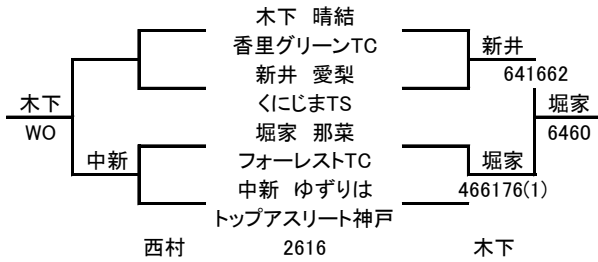 木下 晴結
香里グリーンTC 新井
新井 愛梨 641662
木下 くにじまTS 堀家
WO 堀家 那菜 6460
中新 フォーレストTC 堀家
中新 ゆずりは 466176(1)
トップアスリート神戸
西村 2616 木下